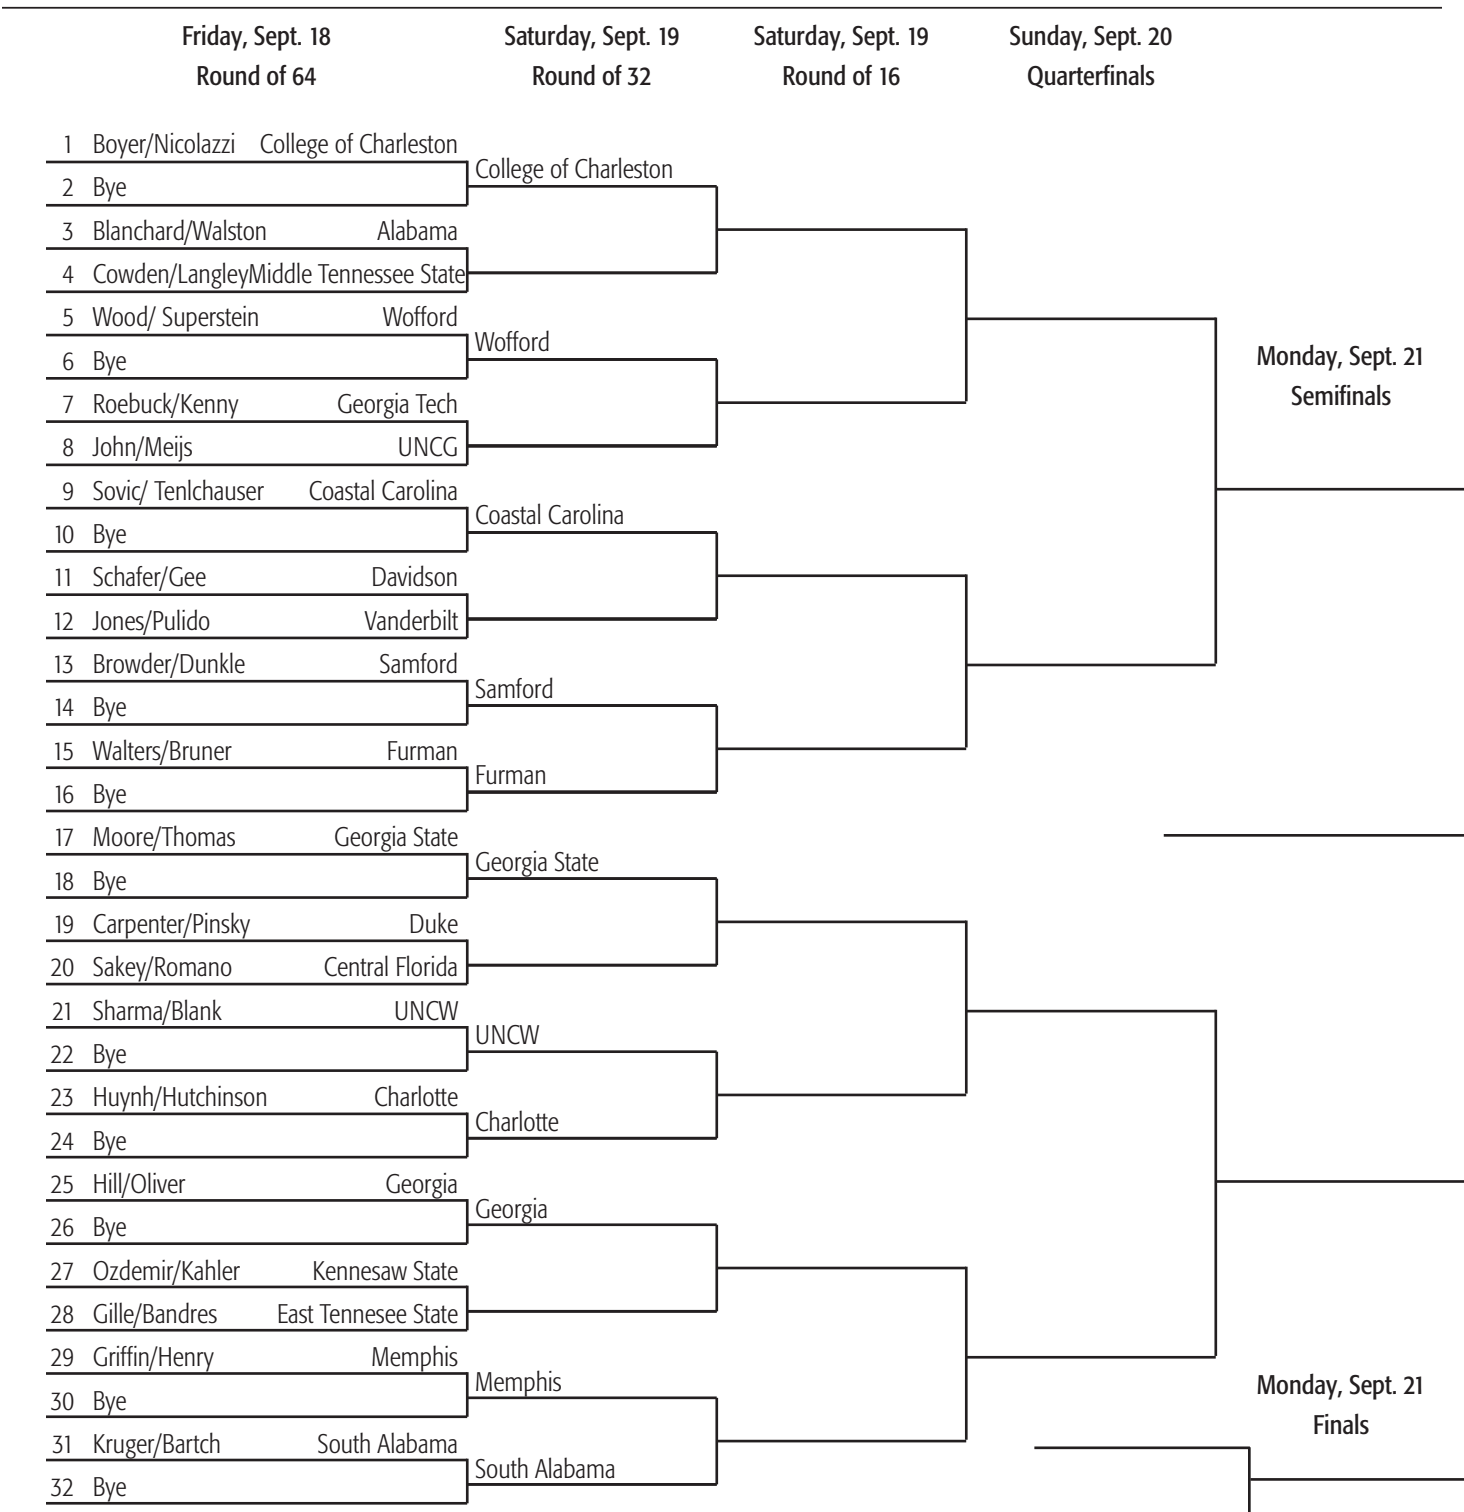 Friday, Sept. 18 Saturday, Sept. 19 Saturday, Sept. 19 Sunday, Sept. 20
Round of 64 Round of 32 Round of 16 Quarterfinals
1 Boyer/Nicolazzi College of Charleston
College of Charleston
2 Bye
3 Blanchard/Walston Alabama
4 Cowden/LangleyMiddle Tennessee State
5 Wood/ Superstein Wofford
Wofford
6 Bye
Monday, Sept. 21
Semifinals
7 Roebuck/Kenny Georgia Tech
8 John/Meijs UNCG
9 Sovic/ Tenlchauser Coastal Carolina
Coastal Carolina
10 Bye
11 Schafer/Gee Davidson
12 Jones/Pulido Vanderbilt
13 Browder/Dunkle Samford
Samford
14 Bye
15 Walters/Bruner Furman
Furman
16 Bye
17 Moore/Thomas Georgia State
Georgia State
18 Bye
19 Carpenter/Pinsky Duke
20 Sakey/Romano Central Florida
21 Sharma/Blank UNCW
UNCW
22 Bye
23 Huynh/Hutchinson Charlotte
Charlotte
24 Bye
25 Hill/Oliver Georgia
Georgia
26 Bye
27 Ozdemir/Kahler Kennesaw State
28 Gille/Bandres East Tennesee State
29 Griffin/Henry Memphis
Memphis
30 Bye
Monday, Sept. 21
Finals
31 Kruger/Bartch South Alabama
South Alabama
32 Bye